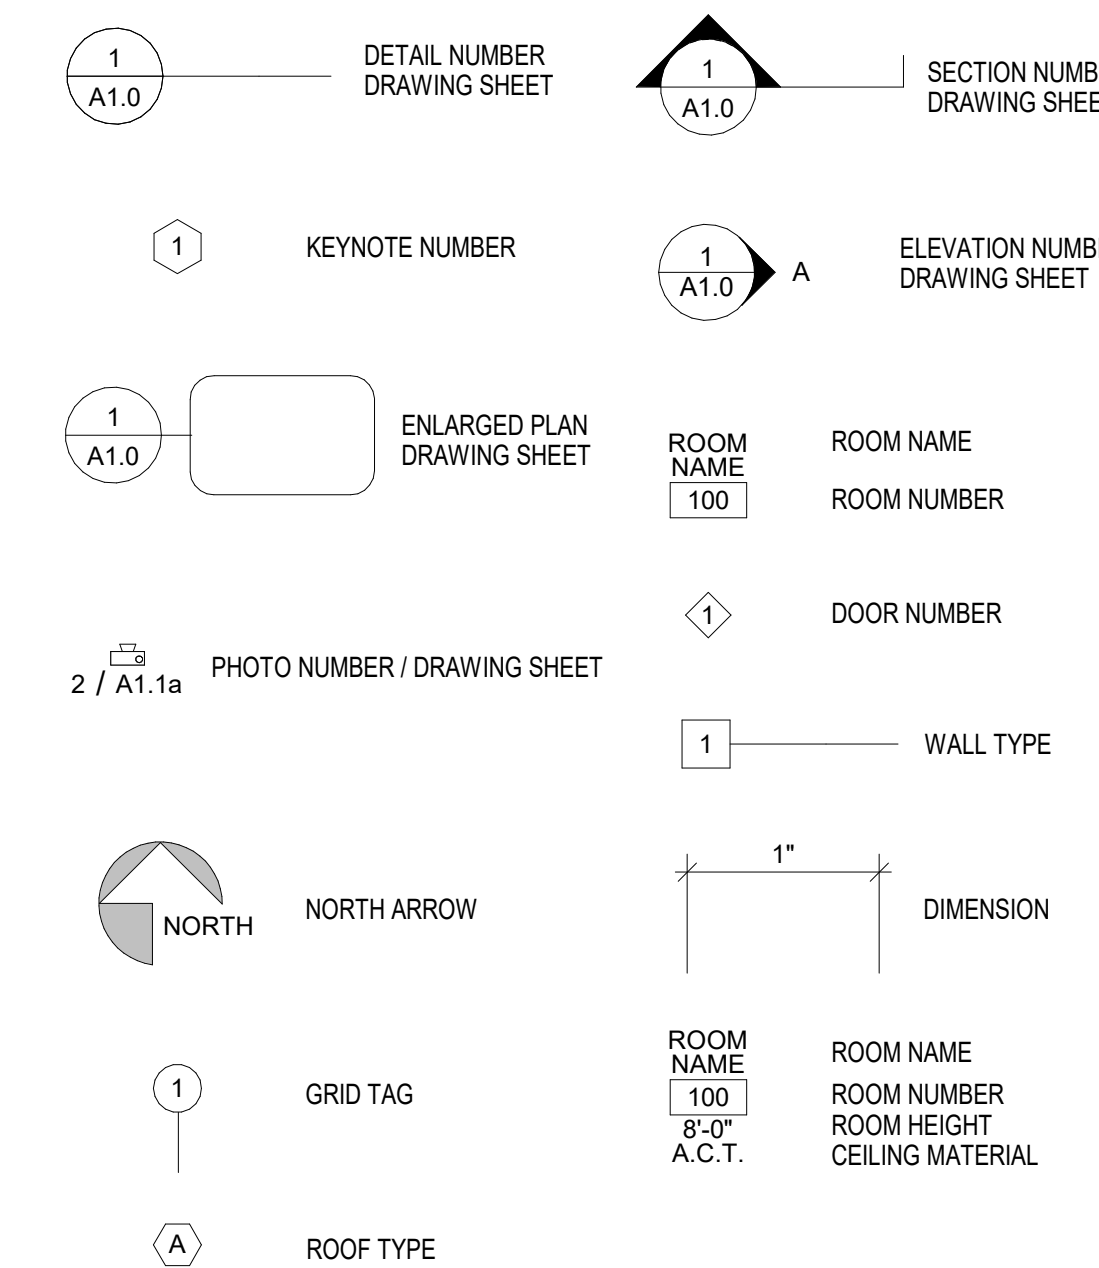 1
A1.0
DETAIL NUMBER
DRAWING SHEET
1
KEYNOTE NUMBER
1
A1.0
ENLARGED PLAN
DRAWING SHEET
2 / A1.1a
PHOTO NUMBER / DRAWING SHEET
NORTH
NORTH ARROW
1
GRID TAG
A
ROOF TYPE
1
A1.0
SECTION NUMB
DRAWING SHEE
1
A1.0
A
ELEVATION NUMB
DRAWING SHEET
ROOM
NAME
100
ROOM NAME
ROOM NUMBER
1
DOOR NUMBER
1
WALL TYPE
1"
DIMENSION
ROOM
NAME
100
8'-0"
A.C.T.
ROOM NAME
ROOM NUMBER
ROOM HEIGHT
CEILING MATERIAL